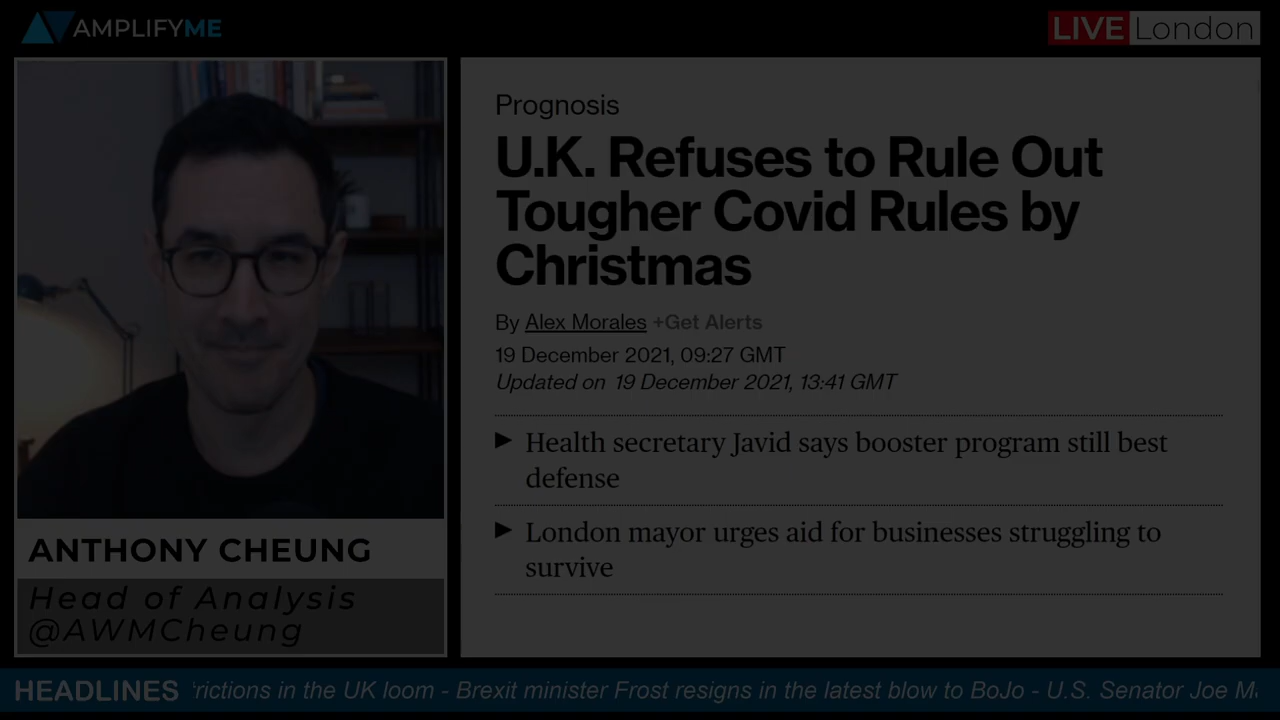 AMPLIFYME
LIVE London
Prognosis
U.K. Refuses to Rule Out
Tougher Covid Rules by
Christmas
By Alex Morales +Get Alerts
19 December 2021, 09:27 GMT
Updated on 19 December 2021, 13:41 GMT
Health secretary Javid says booster program still best
defense
London mayor urges aid for businesses struggling to
survive
ANTHONY CHEUNG
Head of Analysis
@AWMCheung
HEADLINES in the UK loom - Brexit minister Frost resigns in the latest blow to BoJo - U.S. Senator Joe